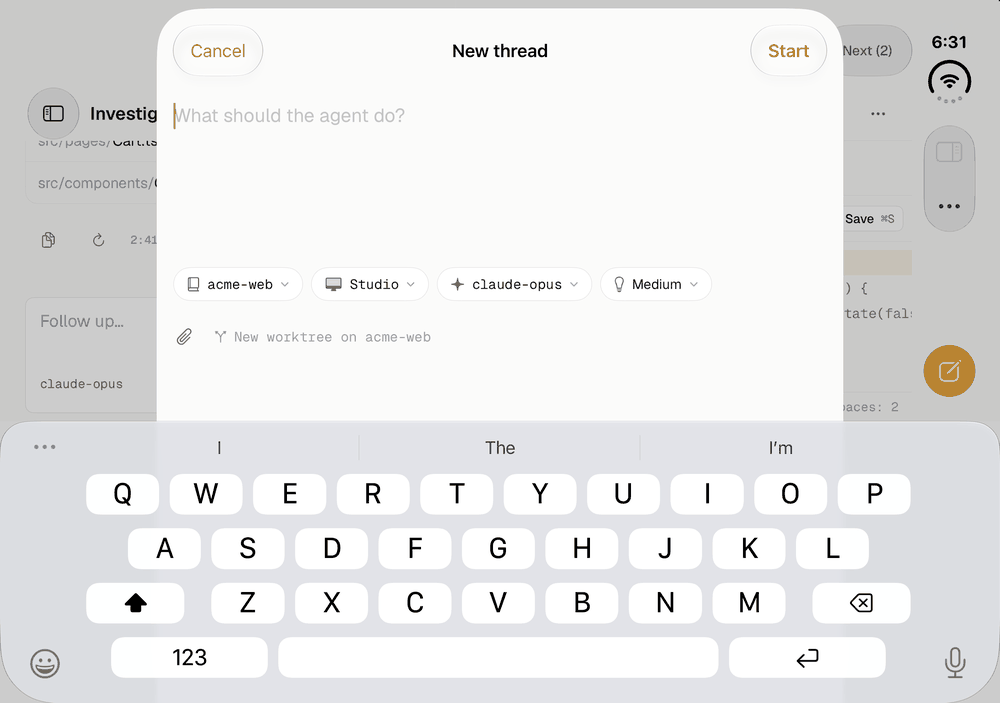 Cancel
New thread
Start
Next (2)
6:31
Investig
What should the agent do?
src/pages/Cart.ts
src/components/
Save ⌘S
2:41
acme-web
Studio
claude-opus
Medium
) {
tate(fal
Follow up...
New worktree on acme-web
claude-opus
paces: 2
I
The
I'm
Q W E R T Y U I O P
A S D F G H J K L
Z X C V B N M
123